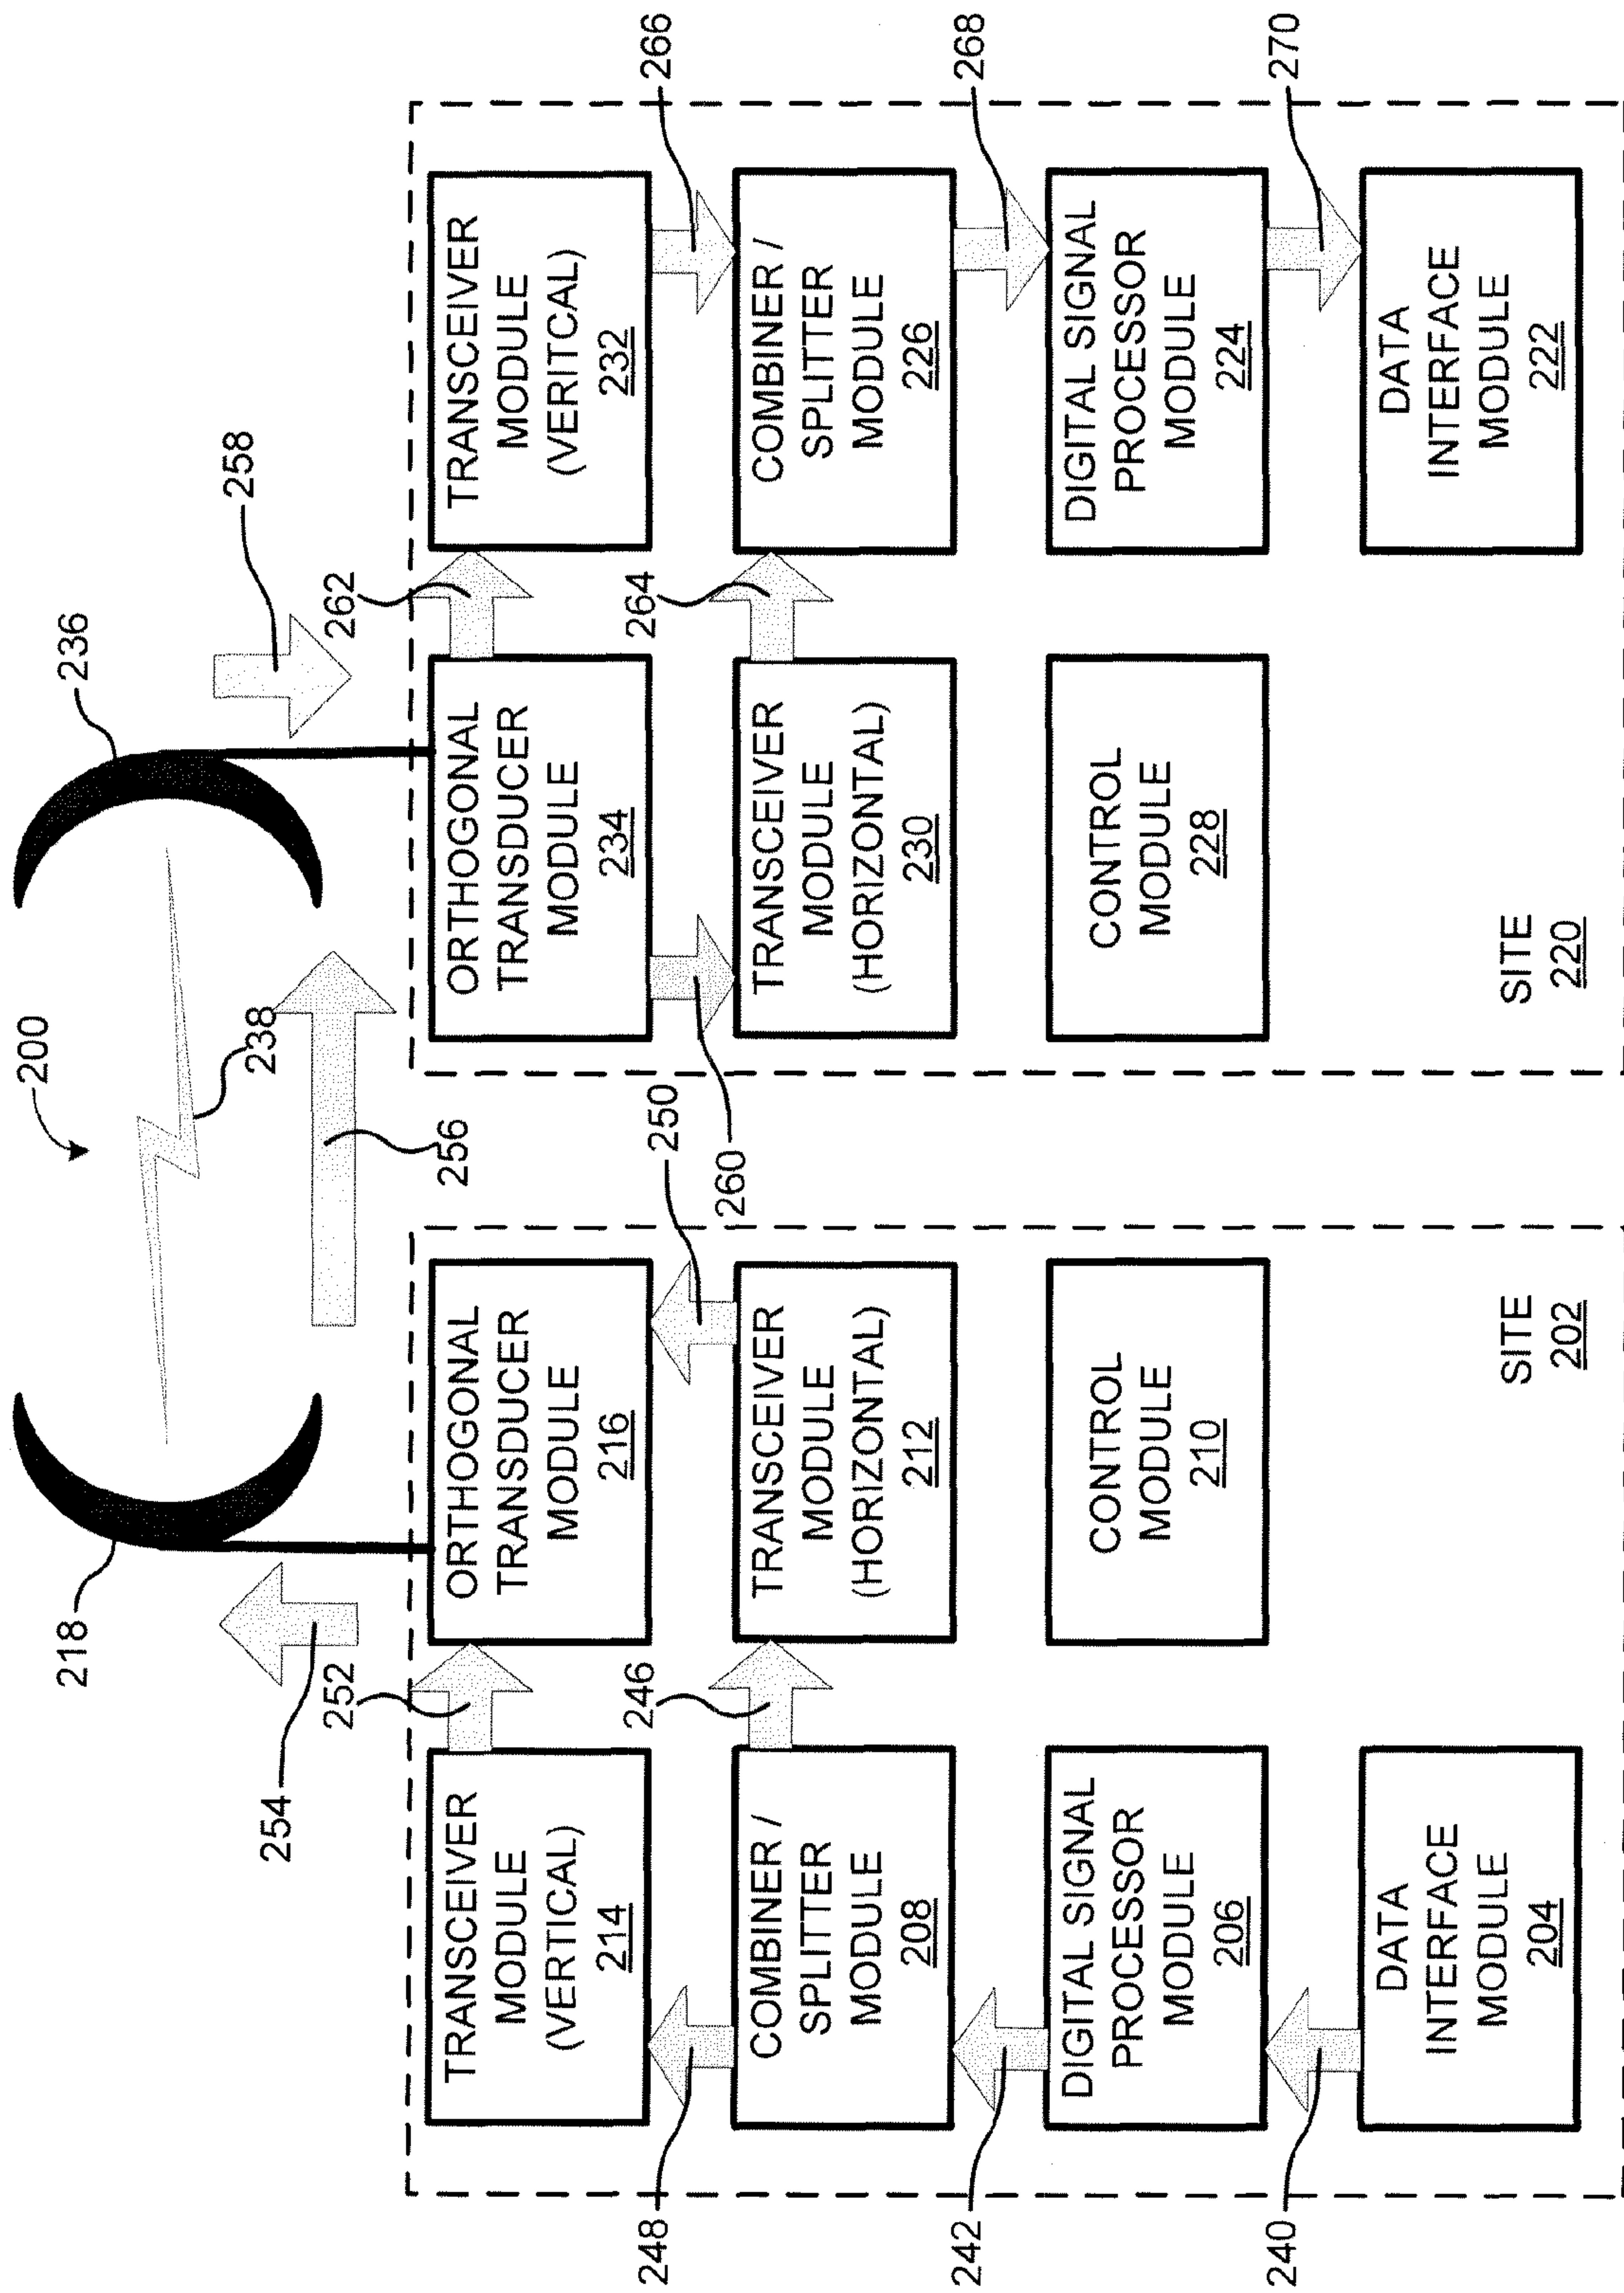 200
218
236
238
254
256
258
252
262
TRANSCEIVER
MODULE
(VERTICAL)
214
ORTHOGONAL
TRANSDUCER
MODULE
216
ORTHOGONAL
TRANSDUCER
MODULE
234
TRANSCEIVER
MODULE
(VERITCAL)
232
248
246
250
260
264
266
COMBINER /
SPLITTER
MODULE
208
TRANSCEIVER
MODULE
(HORIZONTAL)
212
TRANSCEIVER
MODULE
(HORIZONTAL)
230
COMBINER /
SPLITTER
MODULE
226
242
268
DIGITAL SIGNAL
PROCESSOR
MODULE
206
CONTROL
MODULE
210
CONTROL
MODULE
228
DIGITAL SIGNAL
PROCESSOR
MODULE
224
240
270
DATA
INTERFACE
MODULE
204
SITE
202
SITE
220
DATA
INTERFACE
MODULE
222